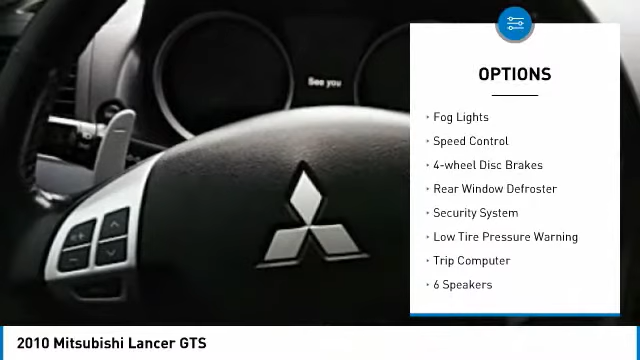 See you
OPTIONS
Fog Lights
Speed Control
4-wheel Disc Brakes
Rear Window Defroster
Security System
Low Tire Pressure Warning
Trip Computer
6 Speakers
2010 Mitsubishi Lancer GTS